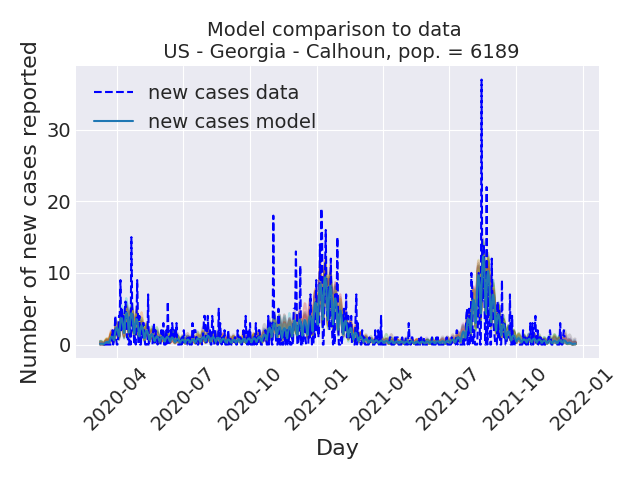 Model comparison to data
US - Georgia - Calhoun, pop. = 6189
new cases data
new cases model
Number of new cases reported
30
20
10
0
2020-04
2020-07
2020-10
2021-01
2021-04
2021-07
2021-10
2022-01
Day